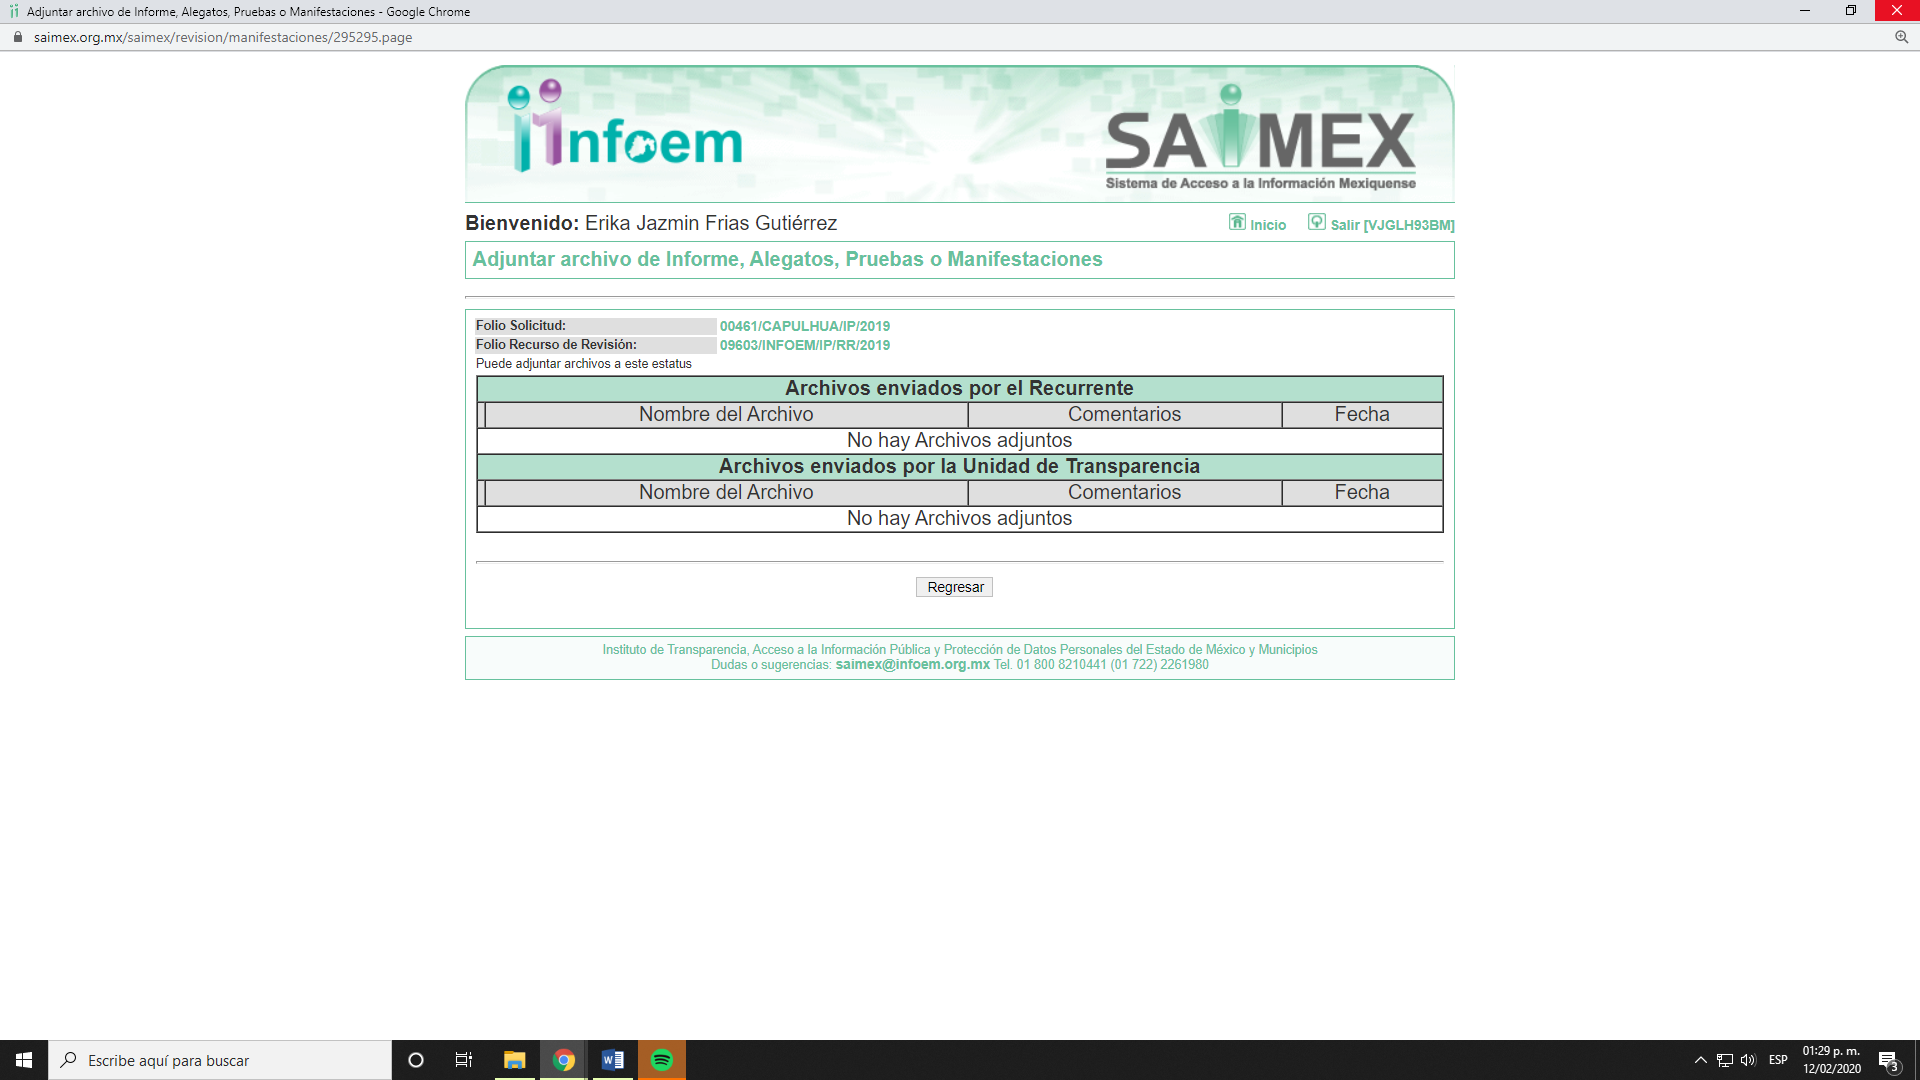 Adjuntar archivo de Informe, Alegatos, Pruebas o Manifestaciones - Google Chrome
saimex.org.mx/saimex/revision/manifestaciones/295295.page
infoem
SAIMEX
Sistema de Acceso a la Información Mexiquense
Bienvenido: Erika Jazmin Frias Gutiérrez
Inicio
Salir [VJGLH93BM]
Adjuntar archivo de Informe, Alegatos, Pruebas o Manifestaciones
Folio Solicitud: 00461/CAPULHUA/IP/2019
Folio Recurso de Revisión: 09603/INFOEM/IP/RR/2019
Puede adjuntar archivos a este estatus
Archivos enviados por el Recurrente
Nombre del Archivo Comentarios Fecha
No hay Archivos adjuntos
Archivos enviados por la Unidad de Transparencia
Nombre del Archivo Comentarios Fecha
No hay Archivos adjuntos
Regresar
Instituto de Transparencia, Acceso a la Información Pública y Protección de Datos Personales del Estado de México y Municipios
Dudas o sugerencias: saimex@infoem.org.mx Tel. 01 800 8210441 (01 722) 2261980
Escribe aquí para buscar
ESP
01:29 p. m.
12/02/2020
3